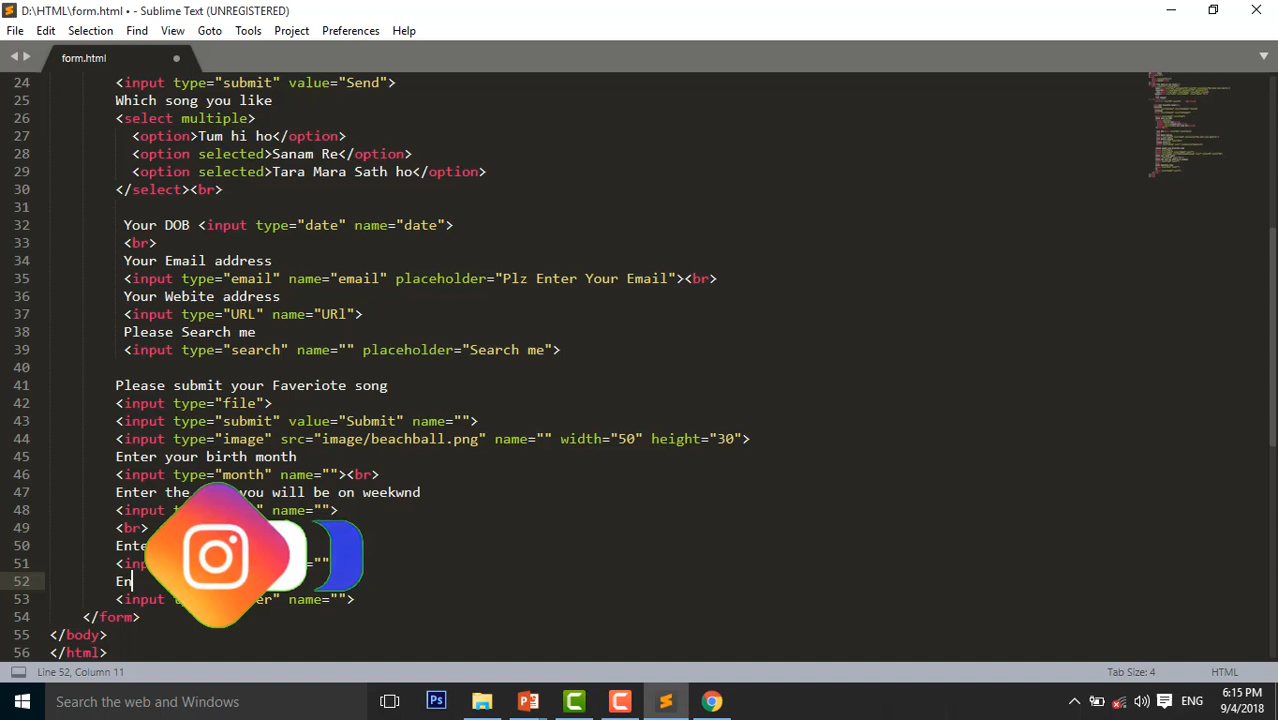 D:\HTML\form.html • - Sublime Text (UNREGISTERED)
File Edit Selection Find View Goto Tools Project Preferences Help
form.html
24 <input type="submit" value="Send">
25 Which song you like
26 <select multiple>
27 <option>Tum hi ho</option>
28 <option selected>Sanam Re</option>
29 <option selected>Tara Mara Sath ho</option>
30 </select><br>
31
32 Your DOB <input type="date" name="date">
33 <br>
34 Your Email address
35 <input type="email" name="email" placeholder="Plz Enter Your Email"><br>
36 Your Webite address
37 <input type="URL" name="URl">
38 Please Search me
39 <input type="search" name="" placeholder="Search me">
40
41 Please submit your Faveriote song
42 <input type="file">
43 <input type="submit" value="Submit" name="">
44 <input type="image" src="image/beachball.png" name="" width="50" height="30">
45 Enter your birth month
46 <input type="month" name=""><br>
47 Enter the you will be on weekwnd
48 <input name="">
49 <br>
50
51 =""
52 En
53 <input name="">
54 </form>
55 </body>
56 </html>
Line 52, Column 11 Tab Size: 4 HTML
Search the web and Windows ENG 6:15 PM
9/4/2018